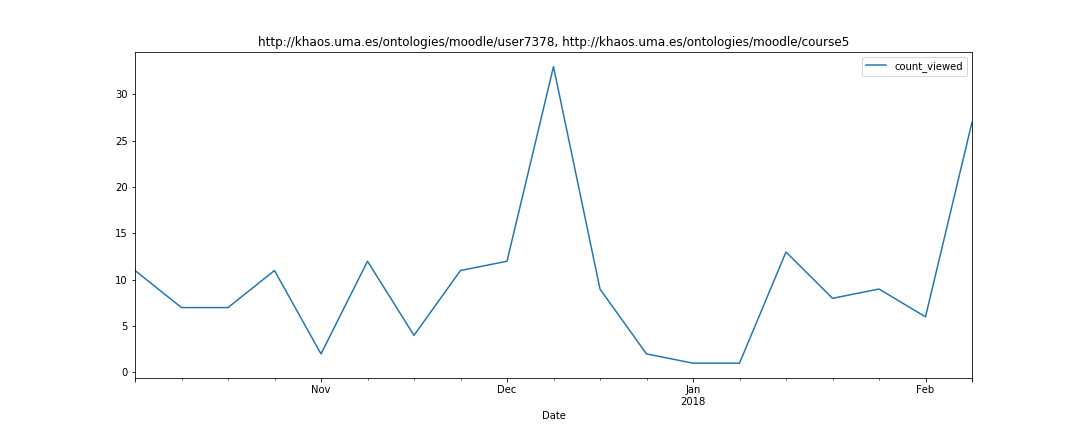 http://khaos.uma.es/ontologies/moodle/user7378, http://khaos.uma.es/ontologies/moodle/course5
count_viewed
30
25
20
15
10
5
0
Nov
Dec
Jan
2018
Feb
Date